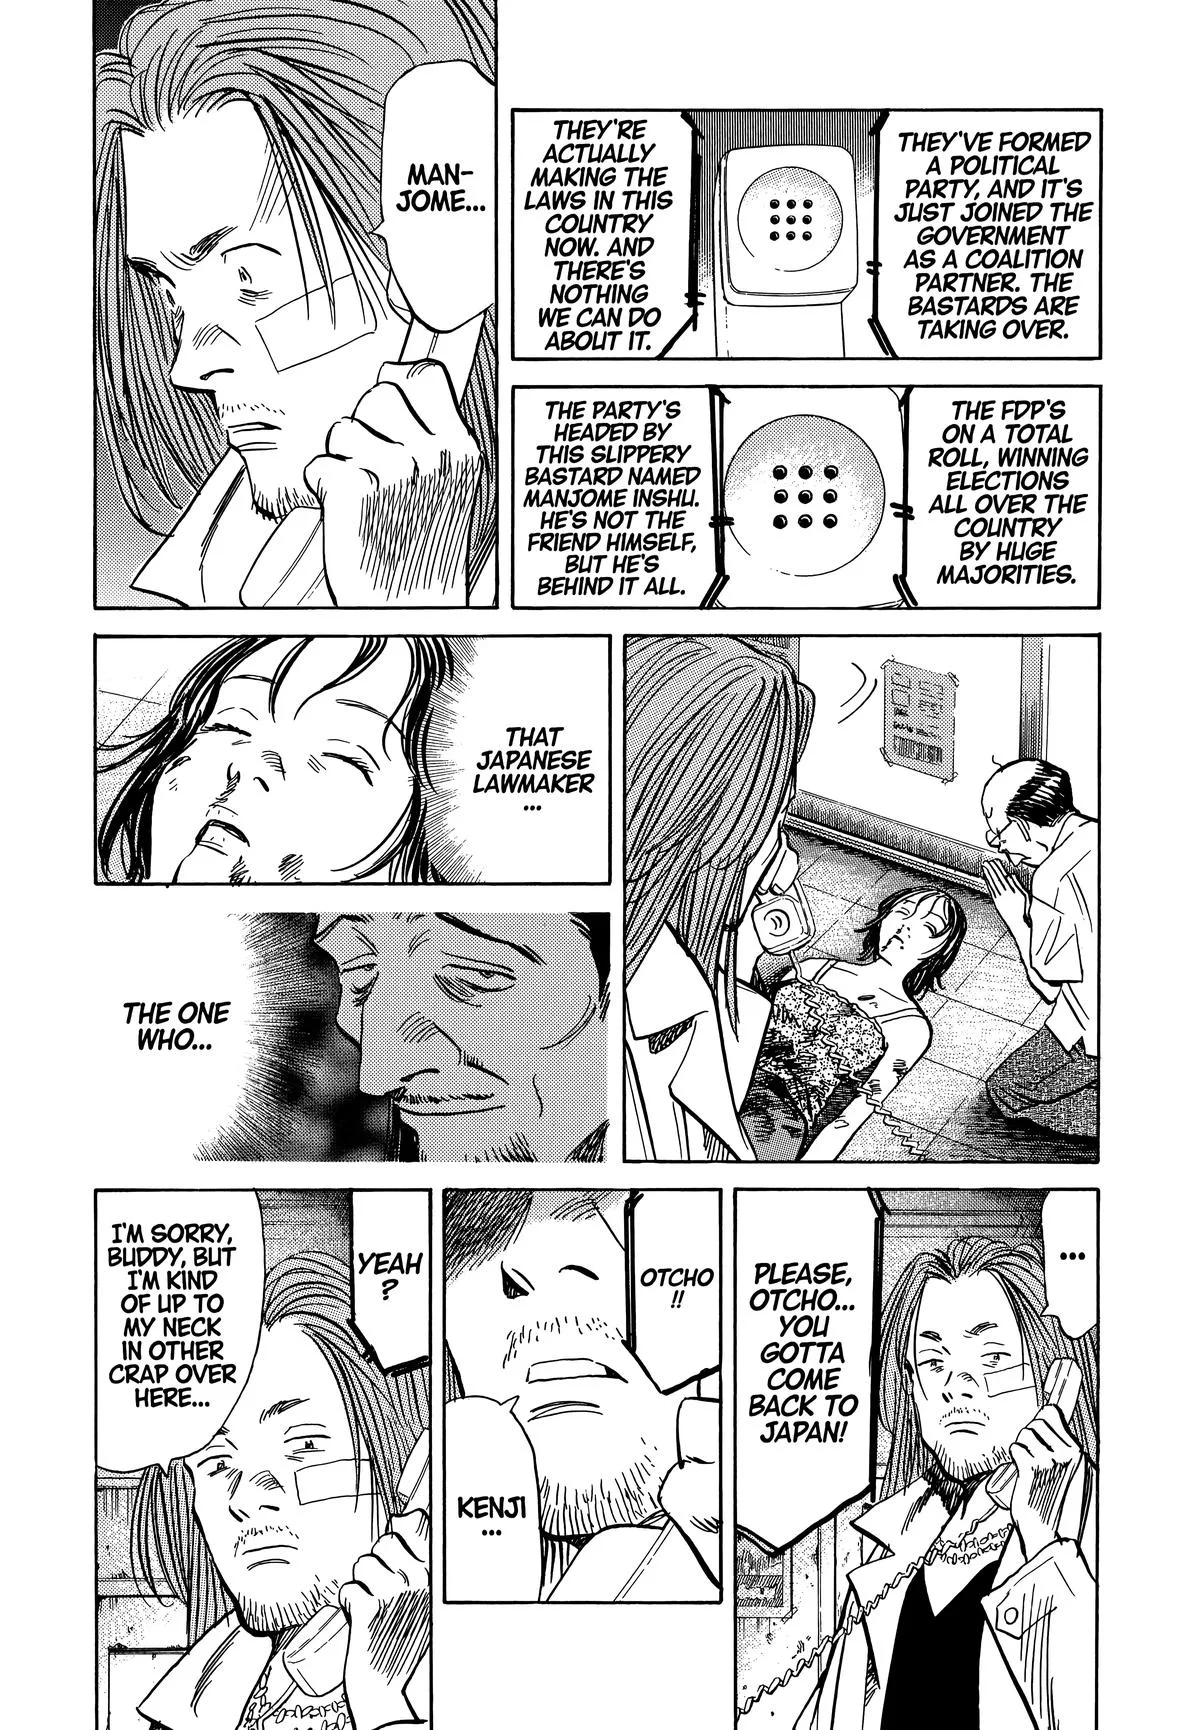 THEY'VE FORMED
A POLITICAL
PARTY, AND IT'S
JUST JOINED THE
GOVERNMENT
AS A COALITION
PARTNER. THE
BASTARDS ARE
TAKING OVER.
THEY'RE
ACTUALLY
MAKING THE
LAWS IN THIS
COUNTRY
NOW. AND
THERE'S
NOTHING
WE CAN DO
ABOUT IT.
THE FDP'S
ON A TOTAL
ROLL, WINNING
ELECTIONS
ALL OVER THE
COUNTRY
BY HUGE
MAJORITIES.
THE PARTY'S
HEADED BY
THIS SLIPPERY
BASTARD NAMED
MANJOME INSHU.
HE'S NOT THE
FRIEND HIMSELF,
BUT HE'S
BEHIND IT ALL.
MAN-
JOME...
THAT
JAPANESE
LAWMAKER
...
THE ONE
WHO...
...
PLEASE,
OTCHO...
YOU
GOTTA
COME
BACK TO
JAPAN!
OTCHO
!!
KENJI
...
YEAH
?
I'M SORRY,
BUDDY, BUT
I'M KIND
OF UP TO
MY NECK
IN OTHER
CRAP OVER
HERE...